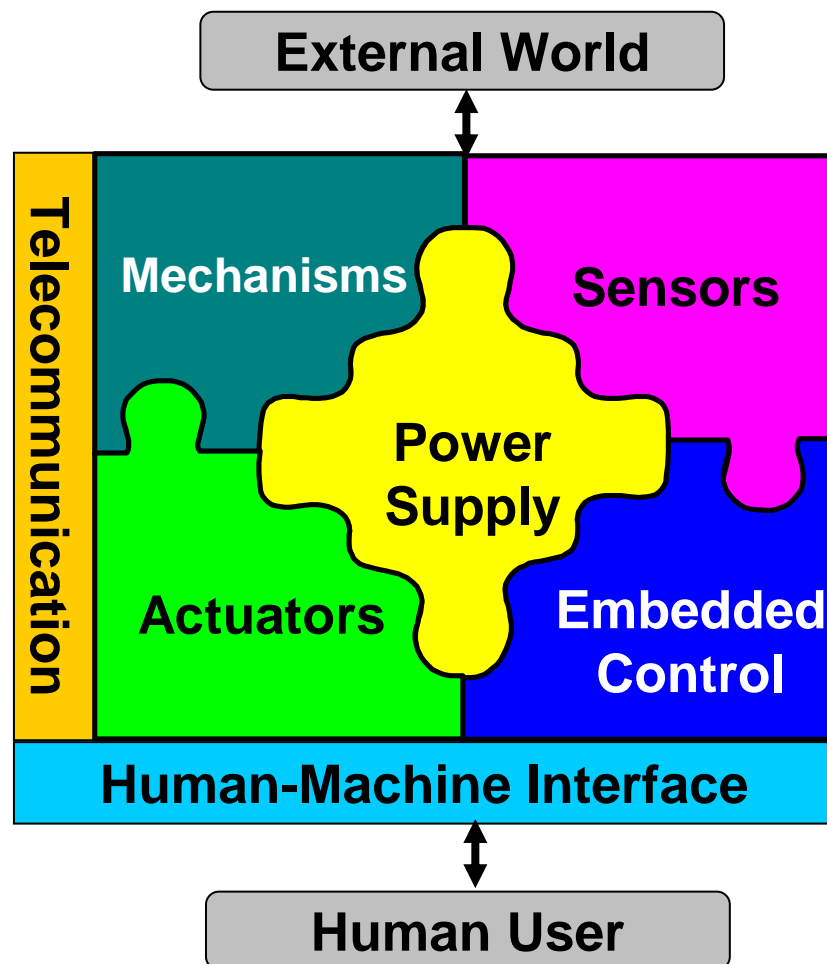 External World
Telecommunication
Mechanisms
Sensors
Power
Supply
Actuators
Embedded
Control
Human-Machine Interface
Human User